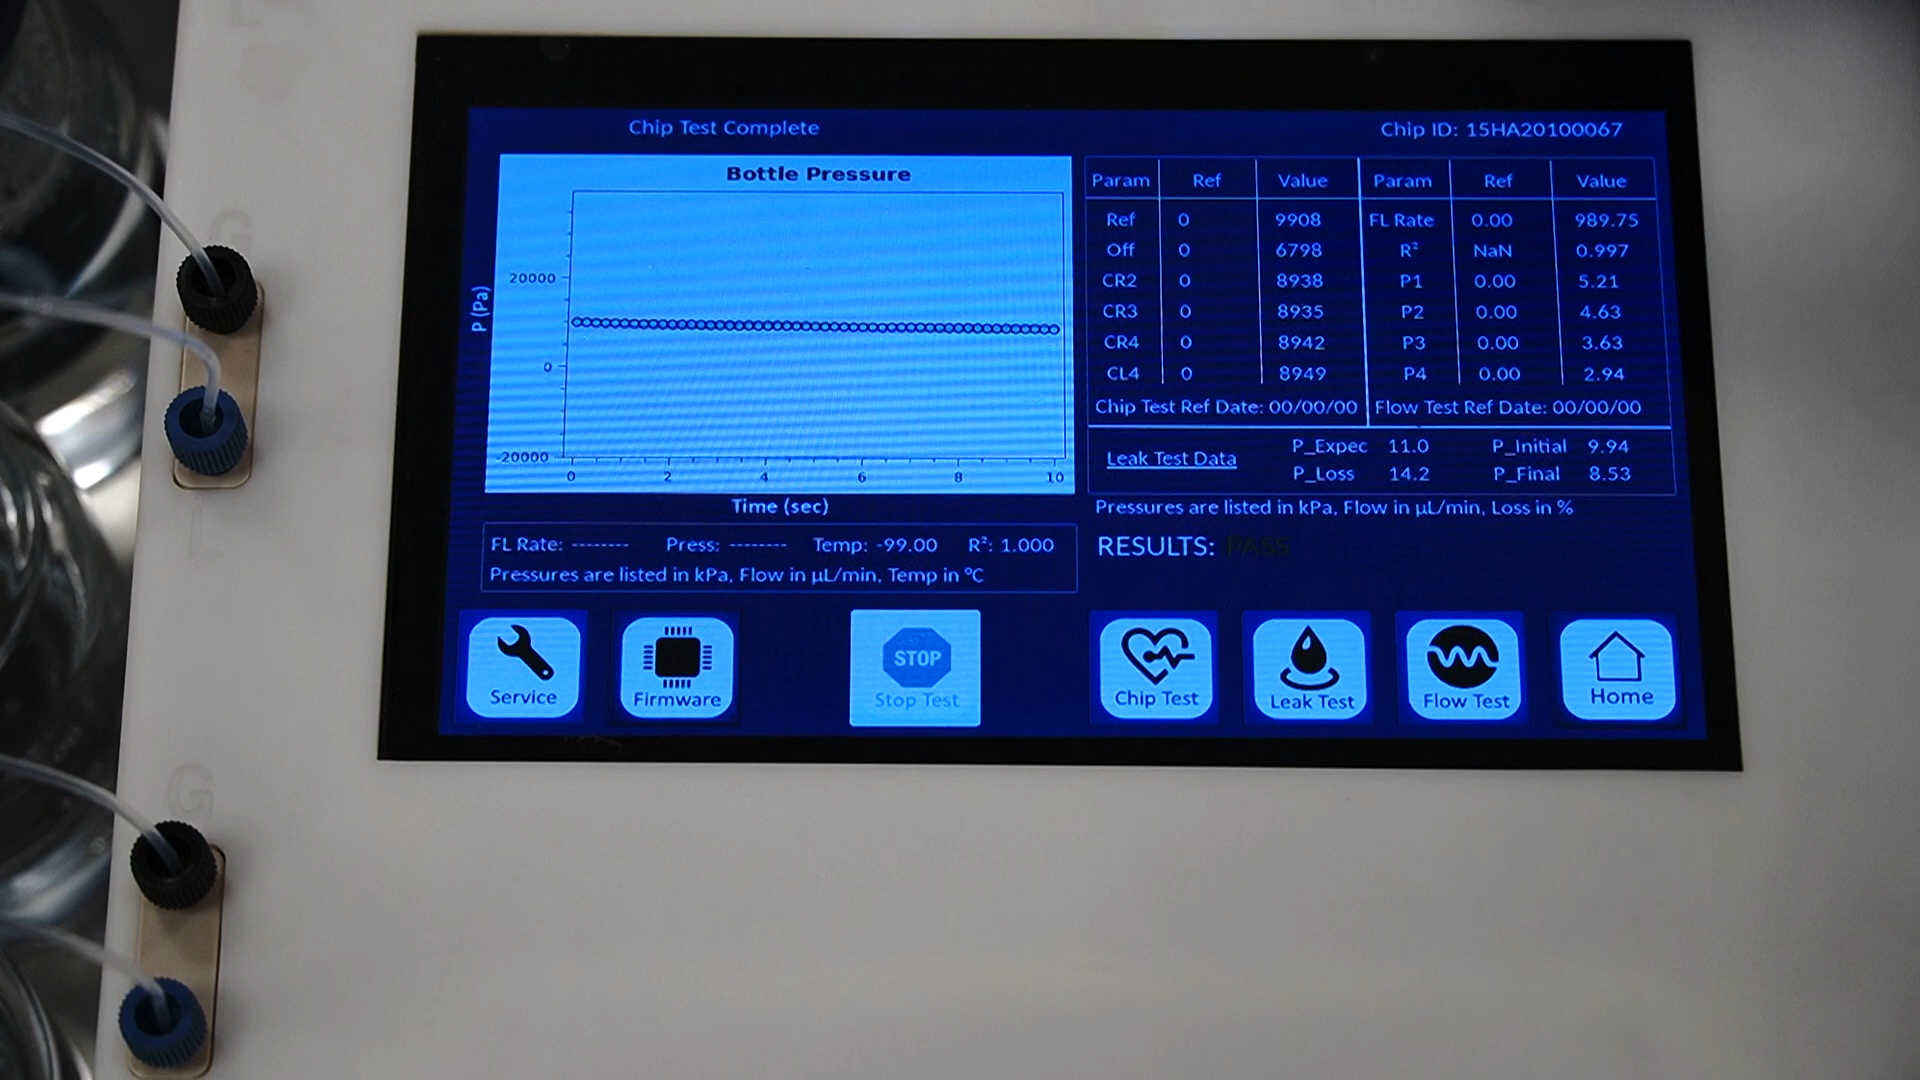 Chip Test Complete
Chip ID: 15HA20100067
Bottle Pressure
P (Pa)
20000
0
-20000
0 2 4 6 8 10
Time (sec)
FL Rate: -------- Press: -------- Temp: -99.00 R²: 1.000
Pressures are listed in kPa, Flow in µL/min, Temp in °C
Param Ref Value Param Ref Value
Ref 0 9908 FL Rate 0.00 989.75
Off 0 6798 R² NaN 0.997
CR2 0 8938 P1 0.00 5.21
CR3 0 8935 P2 0.00 4.63
CR4 0 8942 P3 0.00 3.63
CL4 0 8949 P4 0.00 2.94
Chip Test Ref Date: 00/00/00 Flow Test Ref Date: 00/00/00
Leak Test Data
P_Expec 11.0 P_Initial 9.94
P_Loss 14.2 P_Final 8.53
Pressures are listed in kPa, Flow in µL/min, Loss in %
RESULTS: PASS
Service
Firmware
STOP
Stop Test
Chip Test
Leak Test
Flow Test
Home
G
L
G